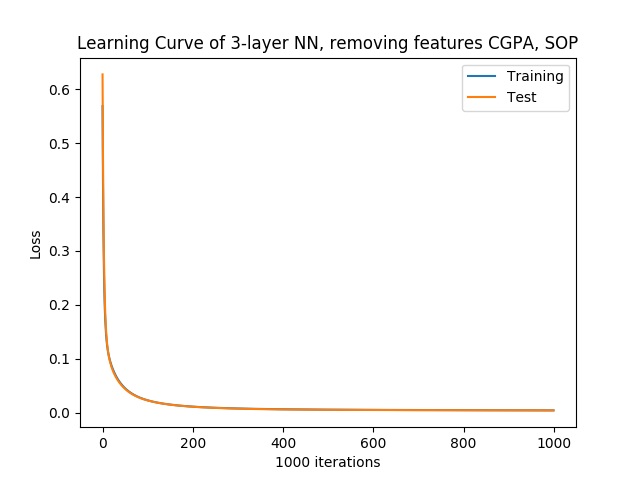 Learning Curve of 3-layer NN, removing features CGPA, SOP
Training
Test
0.6
0.5
0.4
0.3
0.2
0.1
0.0
Loss
0 200 400 600 800 1000
1000 iterations